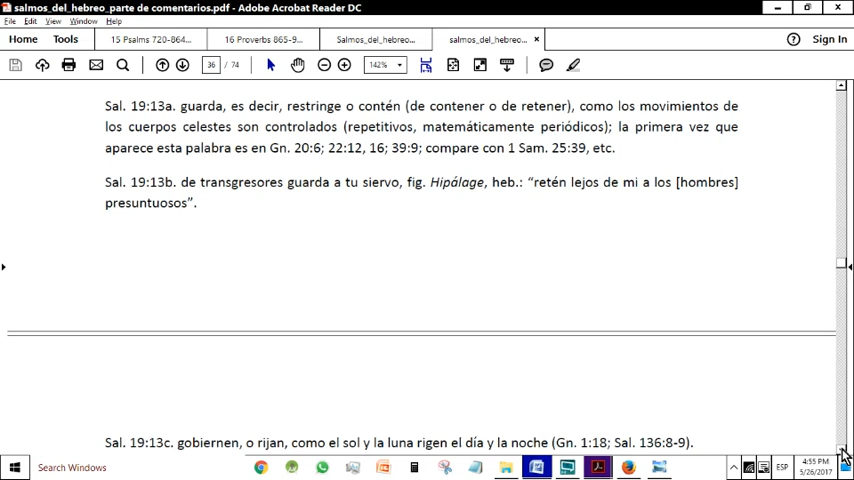 salmos_del_hebreo_parte de comentarios.pdf - Adobe Acrobat Reader DC
File Edit View Window Help
Home Tools 15 Psalms 720-864... 16 Proverbs 865-9... Salmos_del_hebreo... salmos_del_hebreo... × ? Sign In
36 / 74 142%
Sal. 19:13a. guarda, es decir, restringe o contén (de contener o de retener), como los movimientos de
los cuerpos celestes son controlados (repetitivos, matemáticamente periódicos); la primera vez que
aparece esta palabra es en Gn. 20:6; 22:12, 16; 39:9; compare con 1 Sam. 25:39, etc.
Sal. 19:13b. de transgresores guarda a tu siervo, fig. Hipálage, heb.: “retén lejos de mi a los [hombres]
presuntuosos”.
Sal. 19:13c. gobiernen, o rijan, como el sol y la luna rigen el día y la noche (Gn. 1:18; Sal. 136:8-9).
Search Windows ESP 4:55 PM
5/26/2017